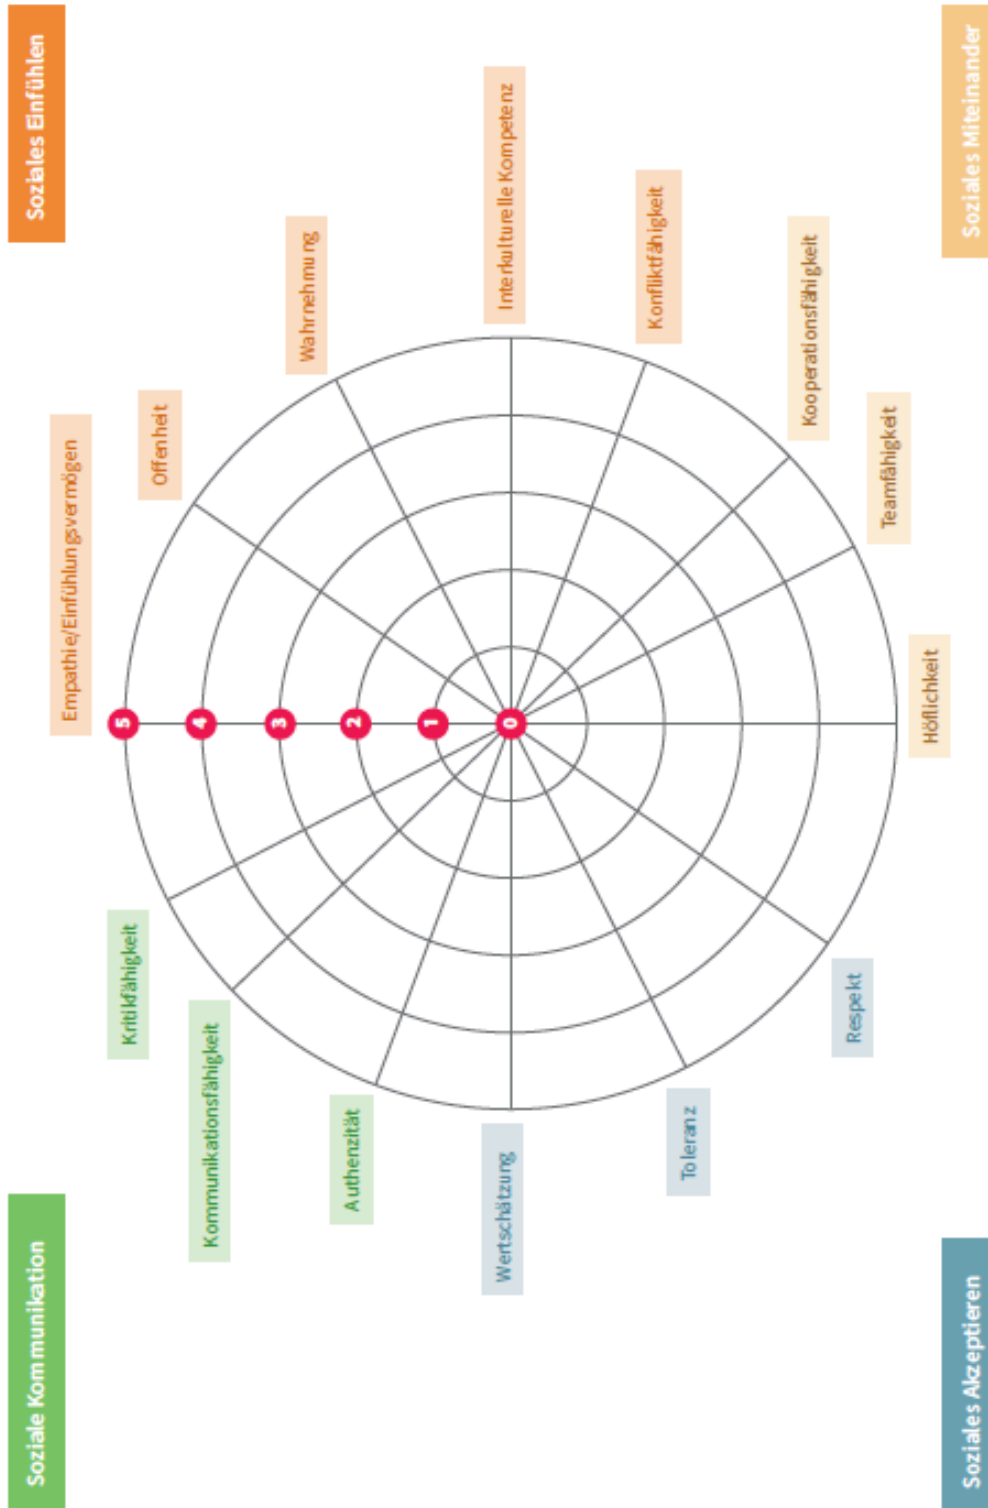 Soziale Kommunikation
Soziales Einfühlen
Empathie/Einfühlungsvermögen
5
Kritikfähigkeit
Offenheit
4
Kommunikationsfähigkeit
3
Wahrnehmung
Authenzität
2
1
Wertschätzung
0
Interkulturelle Kompetenz
Konfliktfähigkeit
Toleranz
Kooperationsfähigkeit
Respekt
Teamfähigkeit
Höflichkeit
Soziales Akzeptieren
Soziales Miteinander